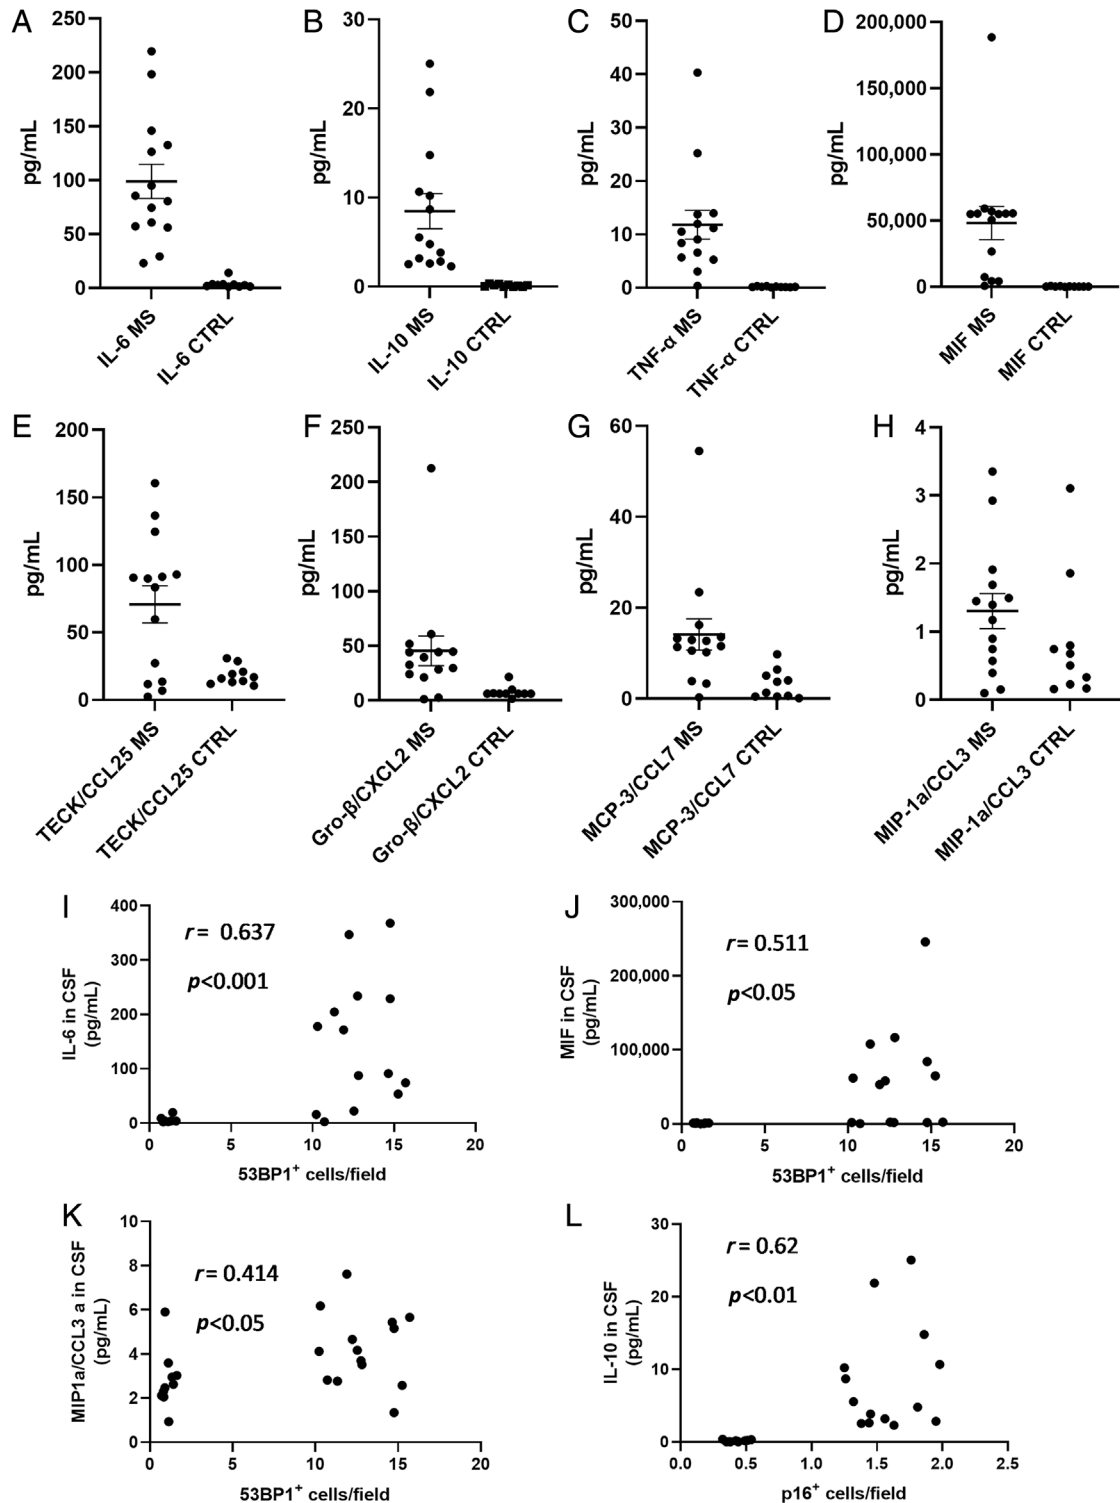 A
250
200
150
100
50
0
pg/mL
IL-6 MS
IL-6 CTRL
B
30
20
10
0
pg/mL
IL-10 MS
IL-10 CTRL
C
50
40
30
20
10
0
pg/mL
TNF-α MS
TNF-α CTRL
D
200,000
150,000
100,000
50,000
0
pg/mL
MIF MS
MIF CTRL
E
200
150
100
50
0
pg/mL
TECK/CCL25 MS
TECK/CCL25 CTRL
F
250
200
150
100
50
0
pg/mL
Gro-β/CXCL2 MS
Gro-β/CXCL2 CTRL
G
60
40
20
0
pg/mL
MCP-3/CCL7 MS
MCP-3/CCL7 CTRL
H
4
3
2
1
0
pg/mL
MIP-1a/CCL3 MS
MIP-1a/CCL3 CTRL
I
400
300
200
100
0
IL-6 in CSF
(pg/mL)
r = 0.637
p<0.001
0 5 10 15 20
53BP1⁺ cells/field
J
300,000
200,000
100,000
0
MIF in CSF
(pg/mL)
r = 0.511
p<0.05
0 5 10 15 20
53BP1⁺ cells/field
K
10
8
6
4
2
0
MIP1a/CCL3 a in CSF
(pg/mL)
r = 0.414
p<0.05
0 5 10 15 20
53BP1⁺ cells/field
L
30
20
10
0
IL-10 in CSF
(pg/mL)
r = 0.62
p<0.01
0.0 0.5 1.0 1.5 2.0 2.5
p16⁺ cells/field